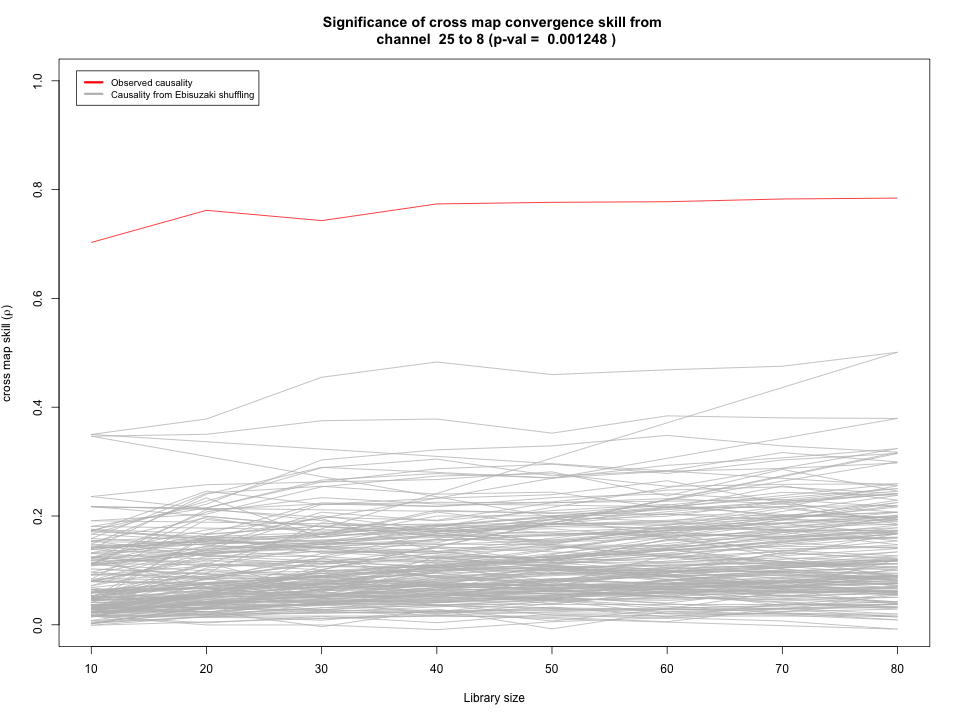 Significance of cross map convergence skill from
channel  25 to 8 (p-val =  0.001248 )
Observed causality
Causality from Ebisuzaki shuffling
1.0
0.8
0.6
0.4
0.2
0.0
cross map skill (ρ)
10 20 30 40 50 60 70 80
Library size